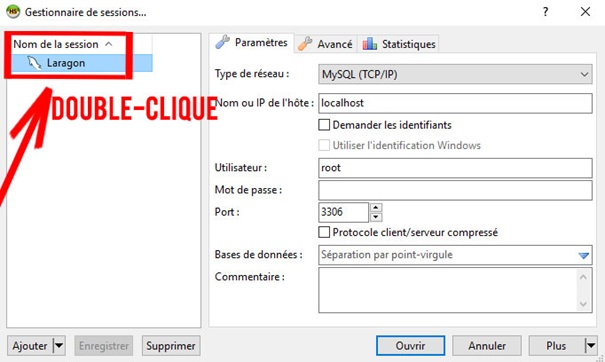 Gestionnaire de sessions...
Nom de la session
Laragon
DOUBLE-CLIQUE
Paramètres
Avancé
Statistiques
Type de réseau :
MySQL (TCP/IP)
Nom ou IP de l'hôte :
localhost
Demander les identifiants
Utiliser l'identification Windows
Utilisateur :
root
Mot de passe :
Port :
3306
Protocole client/serveur compressé
Bases de données :
Séparation par point-virgule
Commentaire :
Ajouter
Enregistrer
Supprimer
Ouvrir
Annuler
Plus